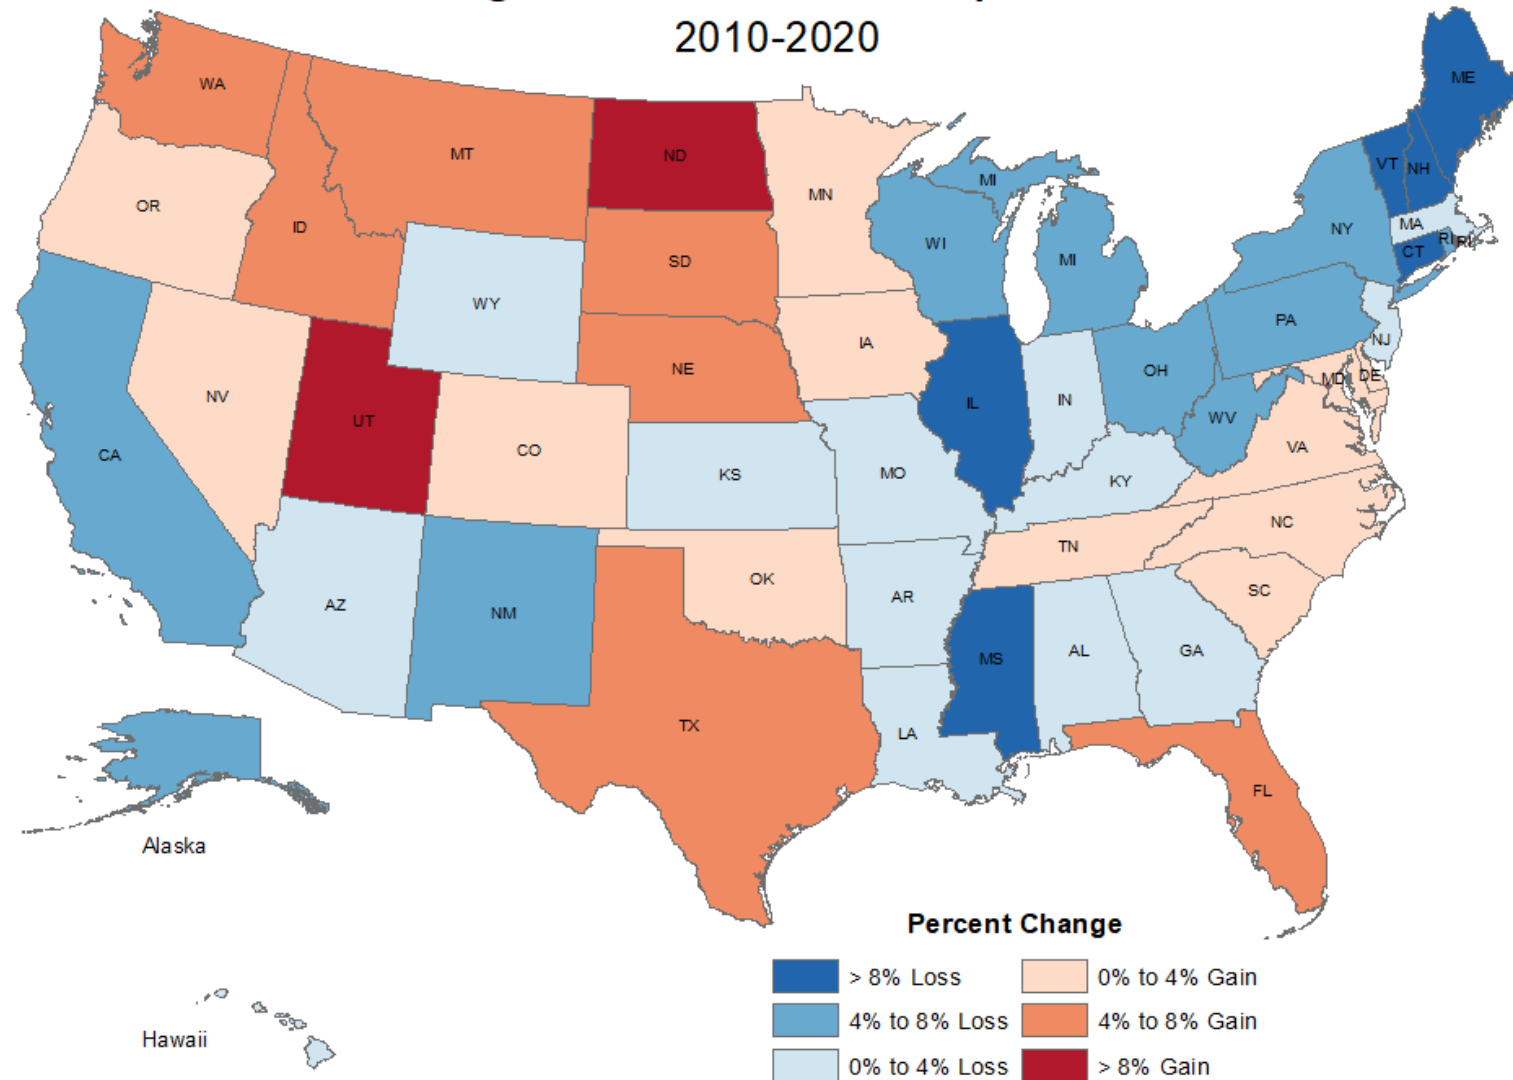 2010-2020
WA
ME
MT
ND
VT
NH
MN
MI
OR
ID
NY
MA
WI
RI
RI
CT
SD
MI
WY
PA
IA
NJ
NE
OH
MD
DE
NV
IL
IN
UT
WV
CO
VA
CA
KS
MO
KY
NC
TN
OK
SC
AR
AZ
NM
MS
AL
GA
TX
LA
FL
Alaska
Hawaii
Percent Change
> 8% Loss
0% to 4% Gain
4% to 8% Loss
4% to 8% Gain
0% to 4% Loss
> 8% Gain